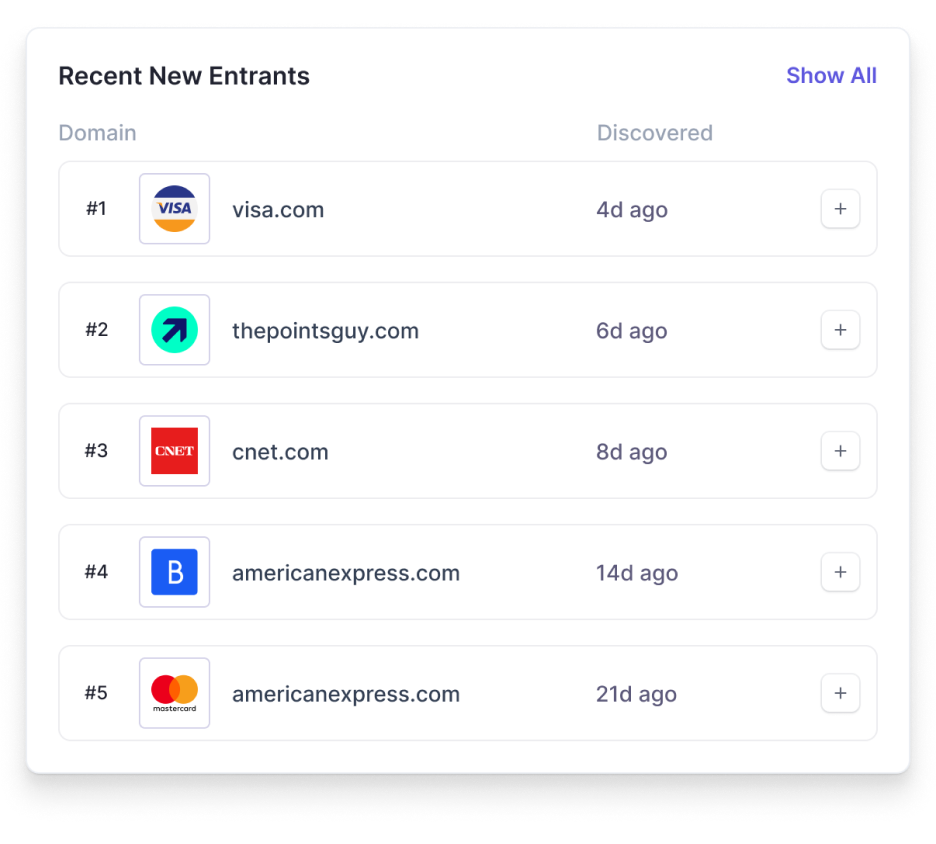 Recent New Entrants Show All
Domain Discovered
#1 VISA visa.com 4d ago +
#2 thepointsguy.com 6d ago +
#3 CNET cnet.com 8d ago +
#4 B americanexpress.com 14d ago +
#5 mastercard americanexpress.com 21d ago +